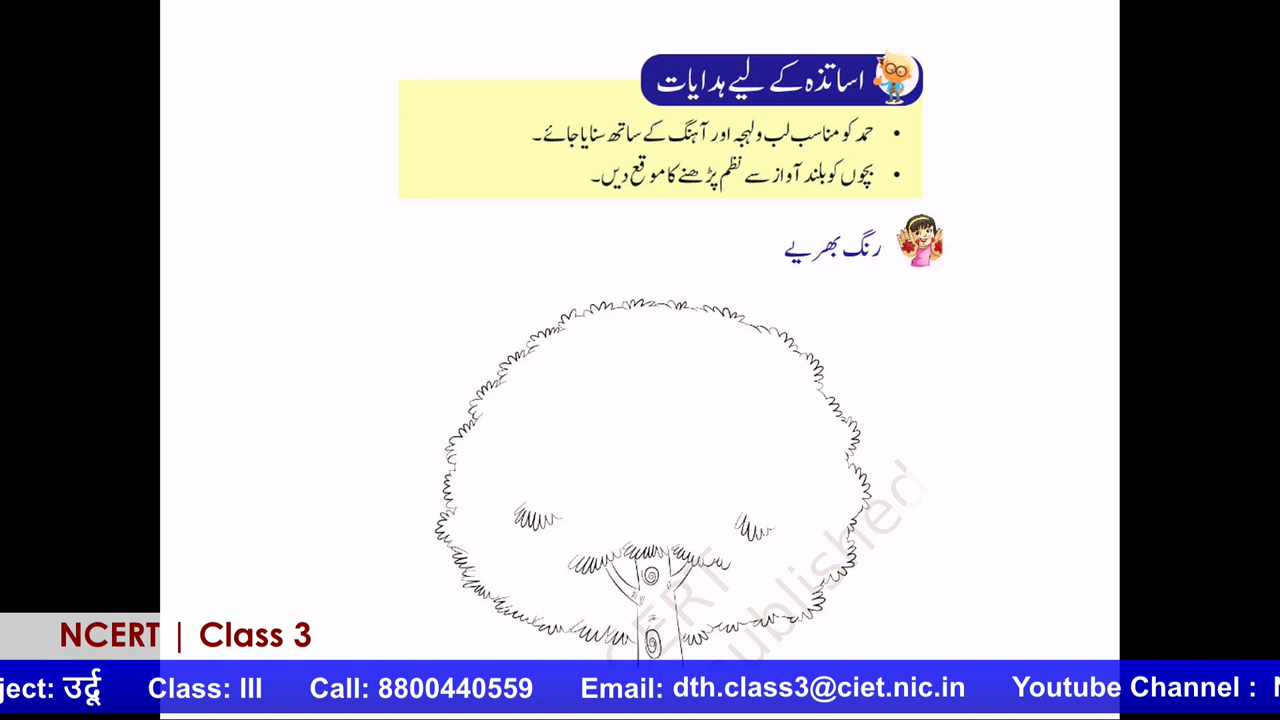 اساتذہ کے لیے ہدایات
• حمد کو مناسب لب ولہجہ اور آہنگ کے ساتھ سنایا جائے۔
• بچوں کو بلند آواز سے نظم پڑھنے کا موقع دیں۔
رنگ بھریے
CERT
published
NCERT | Class 3
ject: उर्दू Class: III Call: 8800440559 Email: dth.class3@ciet.nic.in Youtube Channel : N